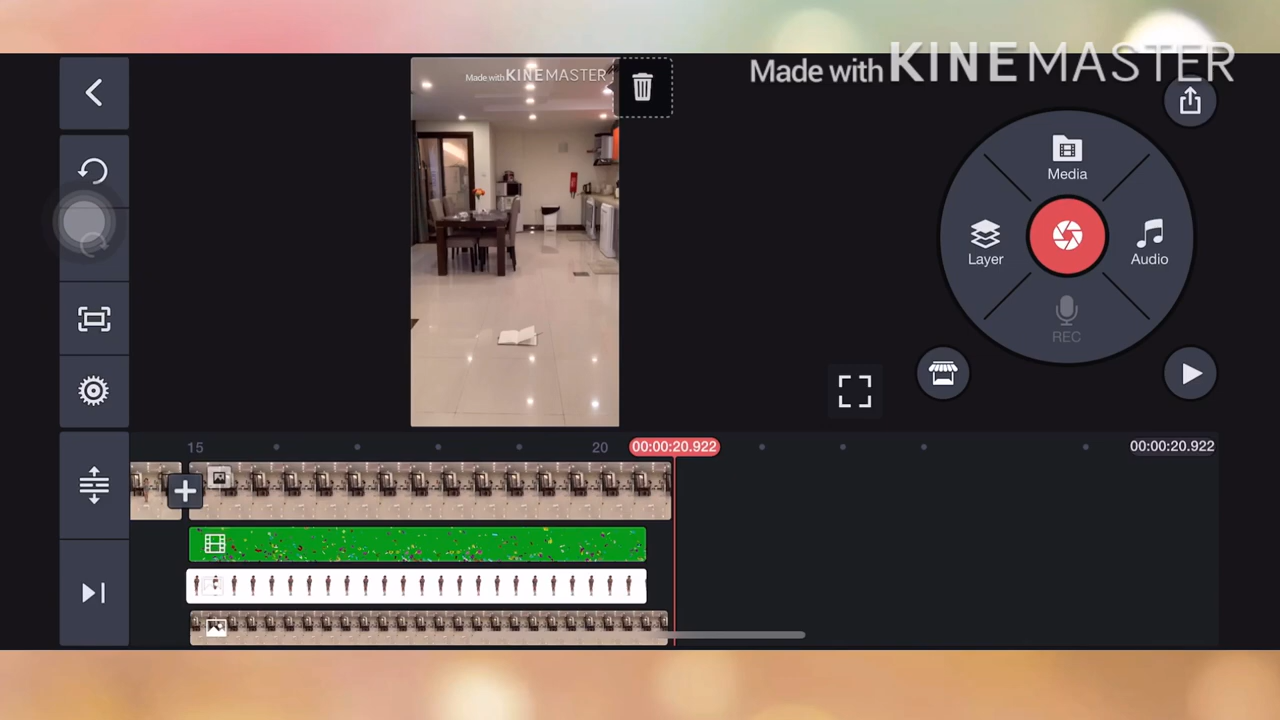 Made with KINEMASTER
Made with KINEMASTER
Media
Layer
Audio
REC
15
20
00:00:20.922
00:00:20.922